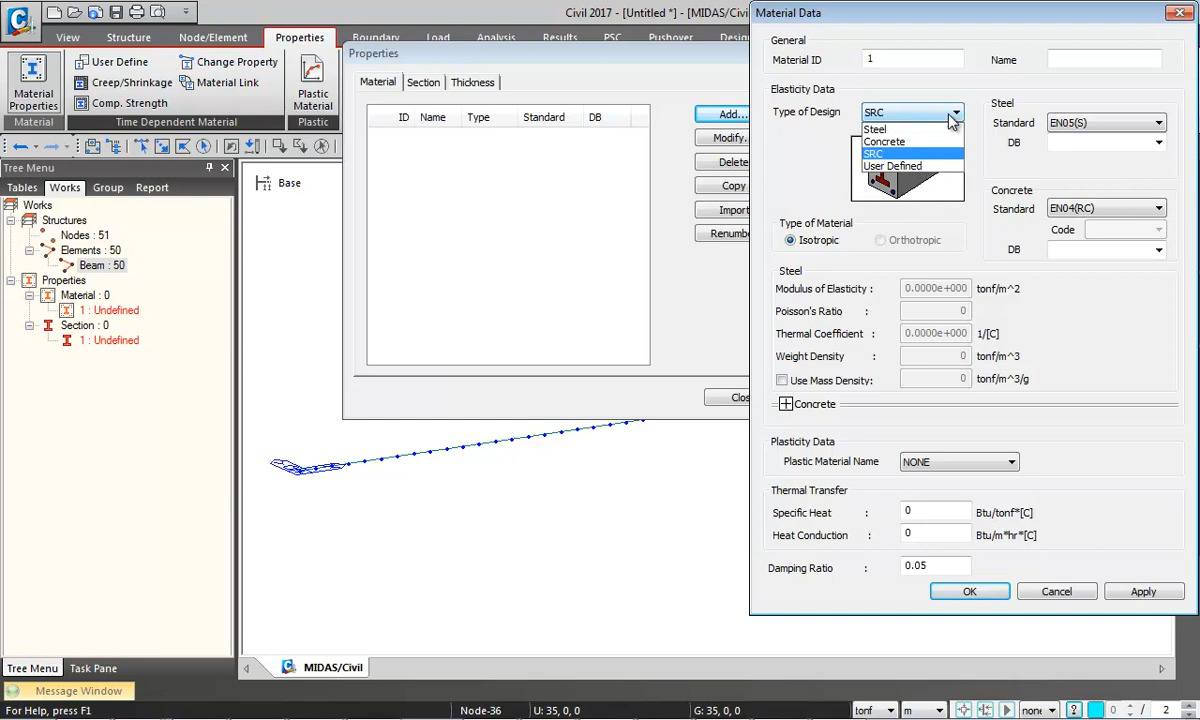 Civil 2017 - [Untitled *] - [MIDAS/Civil
View Structure Node/Element Properties Boundary Load Analysis Results PSC Pushover
Material Properties
User Define
Creep/Shrinkage
Comp. Strength
Change Property
Material Link
Plastic Material
Material
Time Dependent Material
Plastic
Tree Menu
Tables Works Group Report
Works
Structures
Nodes : 51
Elements : 50
Beam : 50
Properties
Material : 0
1 : Undefined
Section : 0
1 : Undefined
Tree Menu Task Pane
Message Window
For Help, press F1
Base
MIDAS/Civil
Node-36
U: 35, 0, 0
G: 35, 0, 0
tonf
m
none
0 / 2
Properties
Material Section Thickness
ID Name Type Standard DB
Add...
Modify..
Delete
Copy
Import
Renumbe
Clos
Material Data
General
Material ID 1 Name
Elasticity Data
Type of Design SRC
Steel
Concrete
SRC
User Defined
Steel
Standard EN05(S)
DB
Concrete
Standard EN04(RC)
Code
DB
Type of Material
Isotropic Orthotropic
Steel
Modulus of Elasticity : 0.0000e+000 tonf/m^2
Poisson's Ratio : 0
Thermal Coefficient : 0.0000e+000 1/[C]
Weight Density : 0 tonf/m^3
Use Mass Density: 0 tonf/m^3/g
Concrete
Plasticity Data
Plastic Material Name NONE
Thermal Transfer
Specific Heat : 0 Btu/tonf*[C]
Heat Conduction : 0 Btu/m*hr*[C]
Damping Ratio : 0.05
OK Cancel Apply